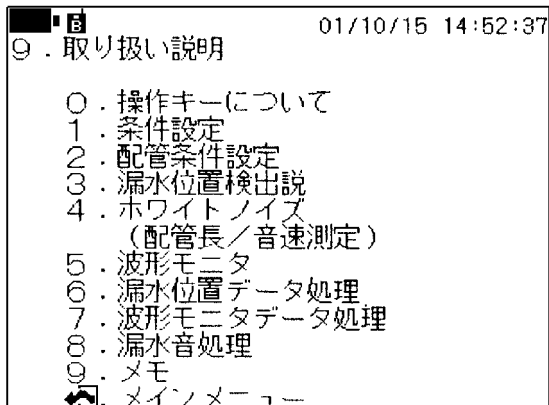 B 01/10/15 14:52:37
9．取り扱い説明
0．操作キーについて
1．条件設定
2．配管条件設定
3．漏水位置検出説
4．ホワイトノイズ
（配管長／音速測定）
5．波形モニタ
6．漏水位置データ処理
7．波形モニタデータ処理
8．漏水音処理
9．メモ
．メインメニュー